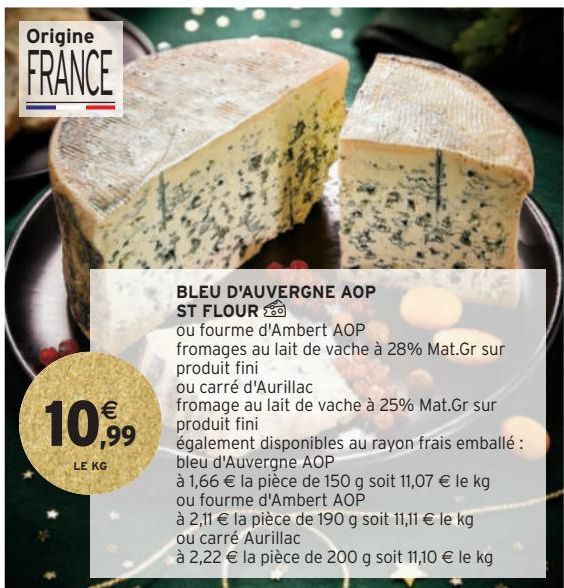 Origine
FRANCE
BLEU D'AUVERGNE AOP
ST FLOUR
ou fourme d'Ambert AOP
fromages au lait de vache à 28% Mat.Gr sur
produit fini
ou carré d'Aurillac
fromage au lait de vache à 25% Mat.Gr sur
produit fini
également disponibles au rayon frais emballé :
bleu d'Auvergne AOP
à 1,66 € la pièce de 150 g soit 11,07 € le kg
ou fourme d'Ambert AOP
à 2,11 € la pièce de 190 g soit 11,11 € le kg
ou carré Aurillac
à 2,22 € la pièce de 200 g soit 11,10 € le kg
10€,99
LE KG